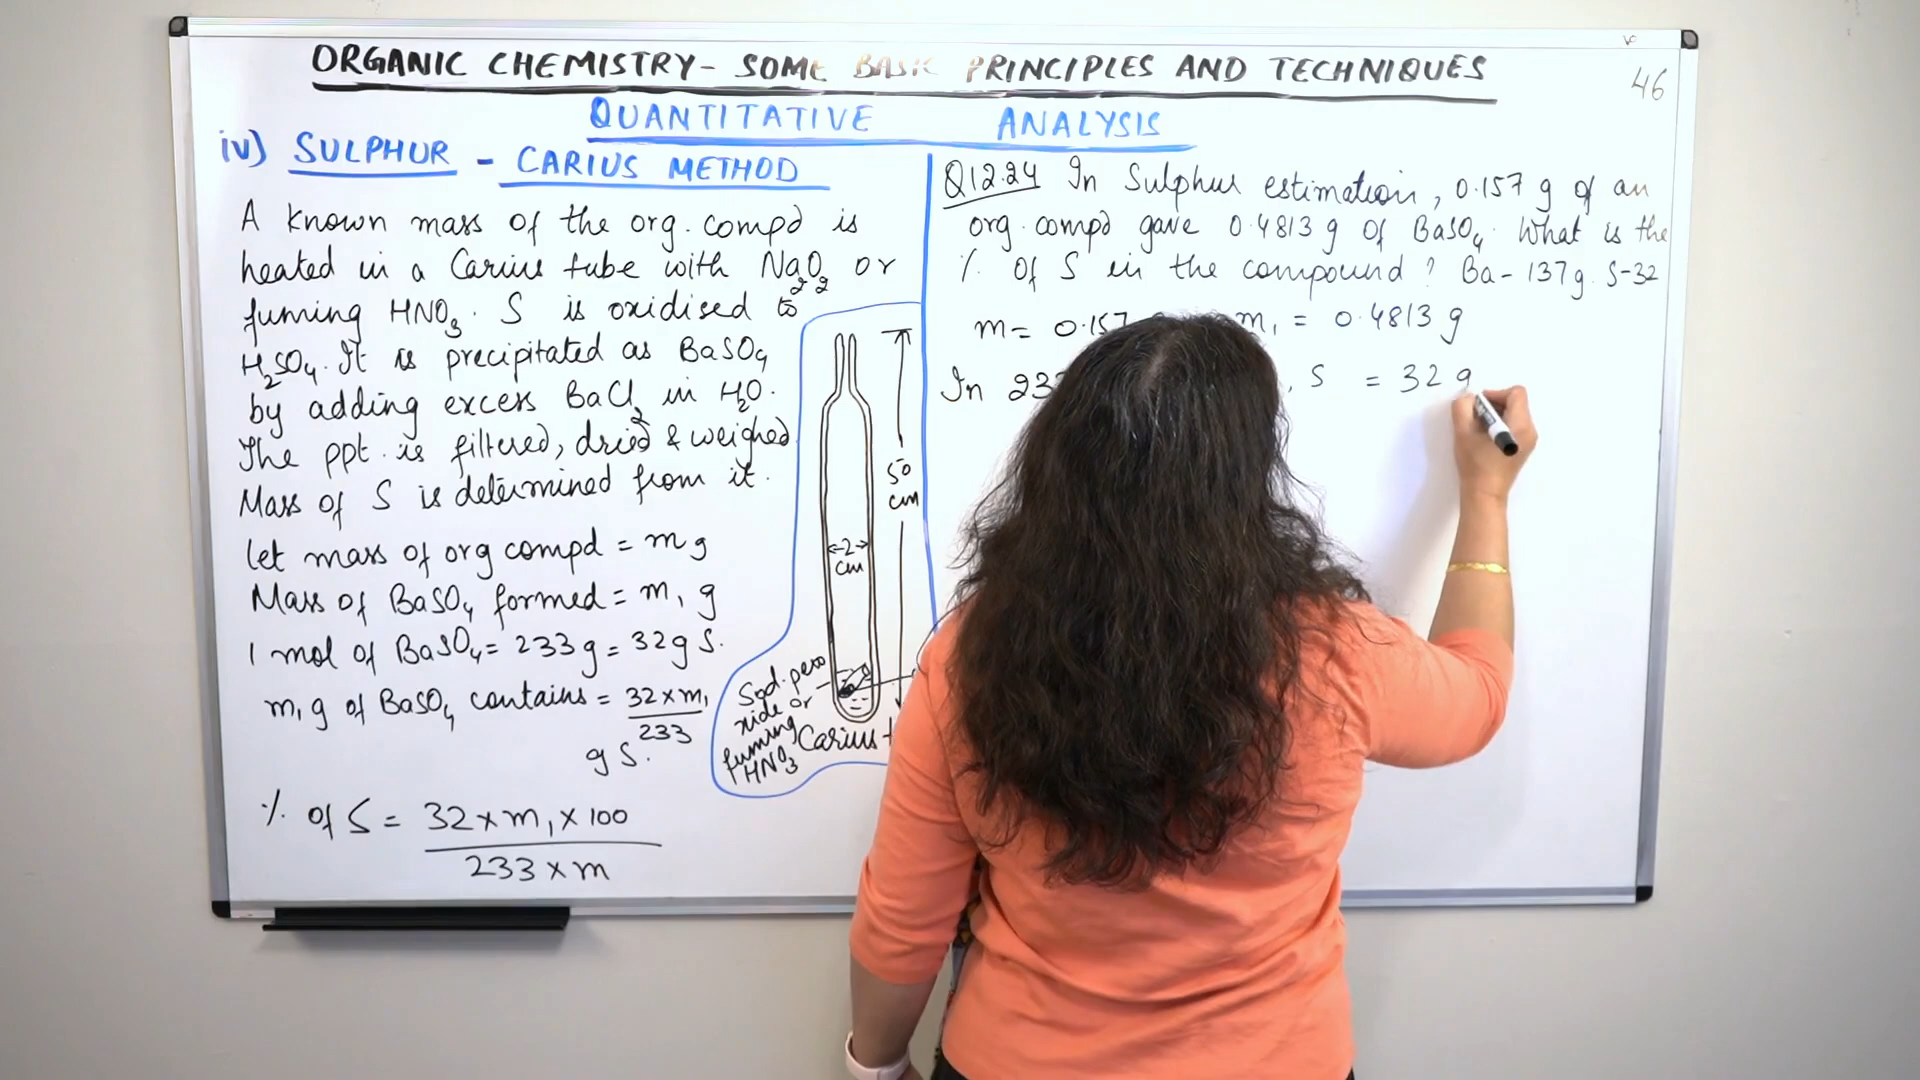 ORGANIC CHEMISTRY- SOME BASIC PRINCIPLES AND TECHNIQUES
46
QUANTITATIVE ANALYSIS
iv) SULPHUR - CARIUS METHOD
A known mass of the org. compd is
heated in a Carius tube with Na2O2 or
fuming HNO3. S is oxidised to
H2SO4. It is precipitated as BaSO4
by adding excess BaCl2 in H2O.
The ppt. is filtered, dried & weighed
Mass of S is determined from it.
let mass of org compd = m g
Mass of BaSO4 formed = m1 g
1 mol of BaSO4 = 233 g = 32g S.
m1 g of BaSO4 contains = 32 x m1
233
g S.
% of S = 32 x m1 x 100
233 x m
50
cm
2
cm
Sod. pero
xide or
fuming
HNO3
Carius
Q12.24 In Sulphur estimation, 0.157 g of an
org. compd gave 0.4813 g of BaSO4. What is the
% of S in the compound? Ba - 137g. S-32
m = 0.157 m1 = 0.4813 g
In 233 , S = 32 g